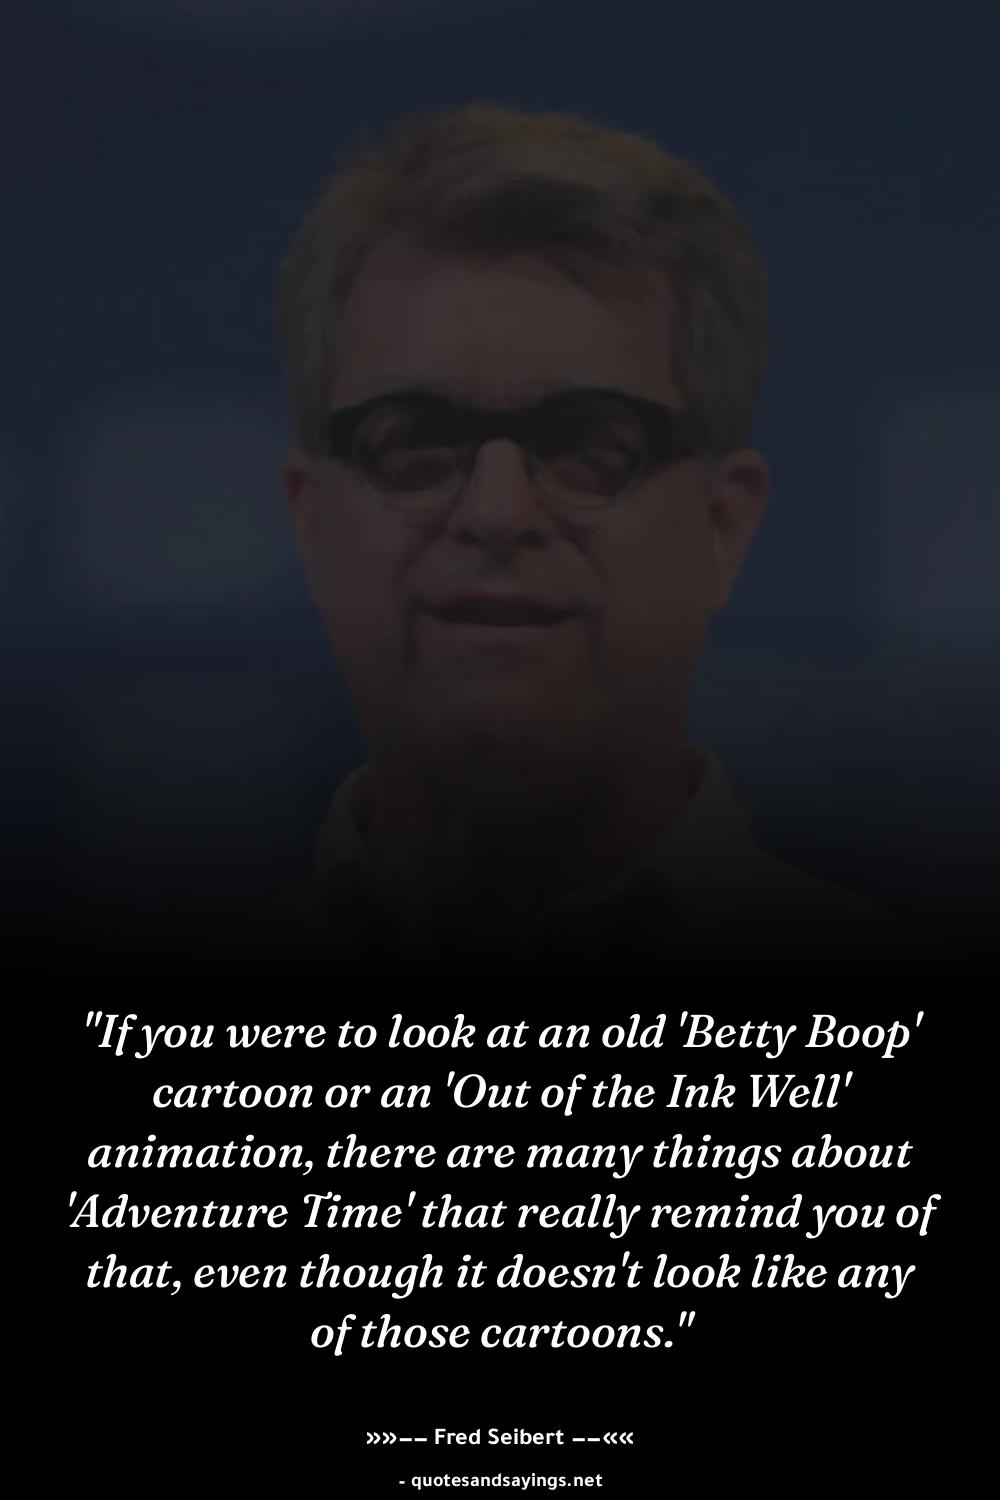 "If you were to look at an old 'Betty Boop'
cartoon or an 'Out of the Ink Well'
animation, there are many things about
'Adventure Time' that really remind you of
that, even though it doesn't look like any
of those cartoons."
»»−− Fred Seibert −−««
- quotesandsayings.net